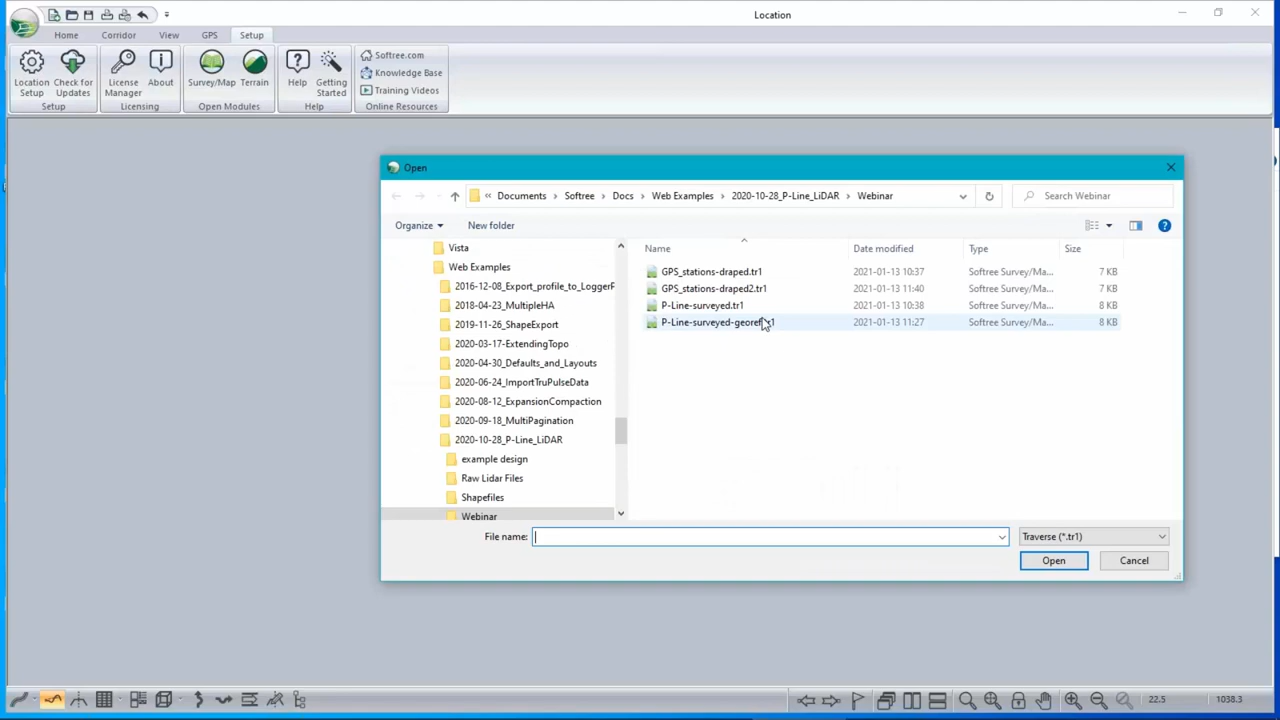 Location
Home Corridor View GPS Setup
Location Setup
Check for Updates
Setup
License Manager
About
Licensing
Survey/Map
Terrain
Open Modules
Help
Getting Started
Help
Softree.com
Knowledge Base
Training Videos
Online Resources
Open
« Documents › Softree › Docs › Web Examples › 2020-10-28_P-Line_LiDAR › Webinar
Search Webinar
Organize New folder
Vista
Web Examples
2016-12-08_Export_profile_to_LoggerP
2018-04-23_MultipleHA
2019-11-26_ShapeExport
2020-03-17-ExtendingTopo
2020-04-30_Defaults_and_Layouts
2020-06-24_ImportTruPulseData
2020-08-12_ExpansionCompaction
2020-09-18_MultiPagination
2020-10-28_P-Line_LiDAR
example design
Raw Lidar Files
Shapefiles
Webinar
Name Date modified Type Size
GPS_stations-draped.tr1 2021-01-13 10:37 Softree Survey/Ma... 7 KB
GPS_stations-draped2.tr1 2021-01-13 11:40 Softree Survey/Ma... 7 KB
P-Line-surveyed.tr1 2021-01-13 10:38 Softree Survey/Ma... 8 KB
P-Line-surveyed-georef.tr1 2021-01-13 11:27 Softree Survey/Ma... 8 KB
File name:
Traverse (*.tr1)
Open Cancel
22.5 1038.3